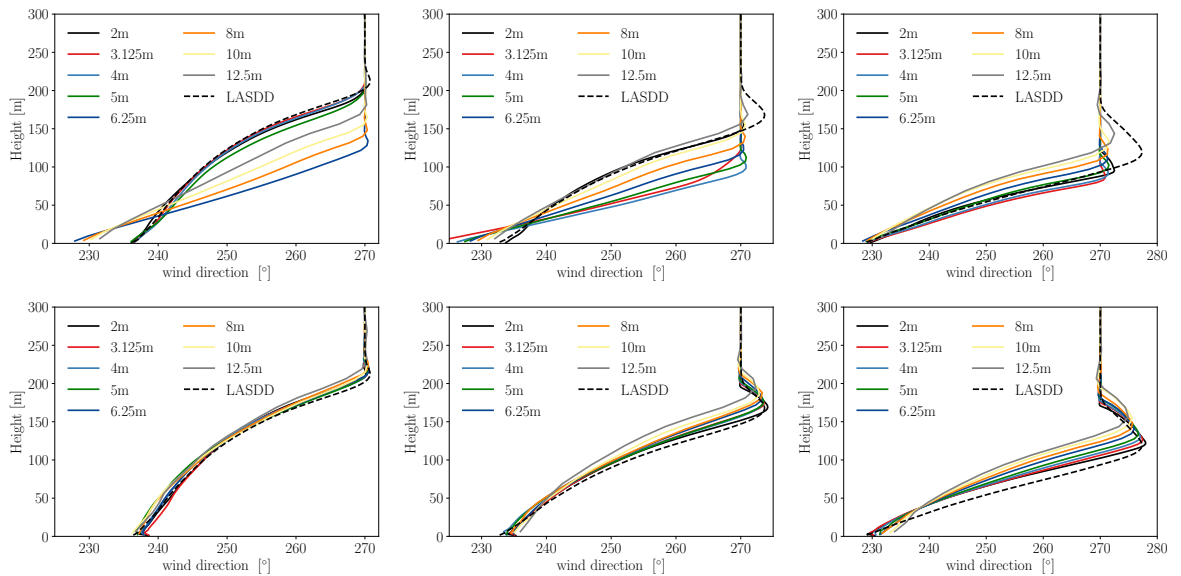 300
250
200
150
100
50
0
Height [m]
2m
3.125m
4m
5m
6.25m
8m
10m
12.5m
LASDD
230 240 250 260 270
wind direction [°]
300
250
200
150
100
50
0
Height [m]
2m
3.125m
4m
5m
6.25m
8m
10m
12.5m
LASDD
230 240 250 260 270
wind direction [°]
300
250
200
150
100
50
0
Height [m]
2m
3.125m
4m
5m
6.25m
8m
10m
12.5m
LASDD
230 240 250 260 270 280
wind direction [°]
300
250
200
150
100
50
0
Height [m]
2m
3.125m
4m
5m
6.25m
8m
10m
12.5m
LASDD
230 240 250 260 270
wind direction [°]
300
250
200
150
100
50
0
Height [m]
2m
3.125m
4m
5m
6.25m
8m
10m
12.5m
LASDD
230 240 250 260 270
wind direction [°]
300
250
200
150
100
50
0
Height [m]
2m
3.125m
4m
5m
6.25m
8m
10m
12.5m
LASDD
230 240 250 260 270 280
wind direction [°]